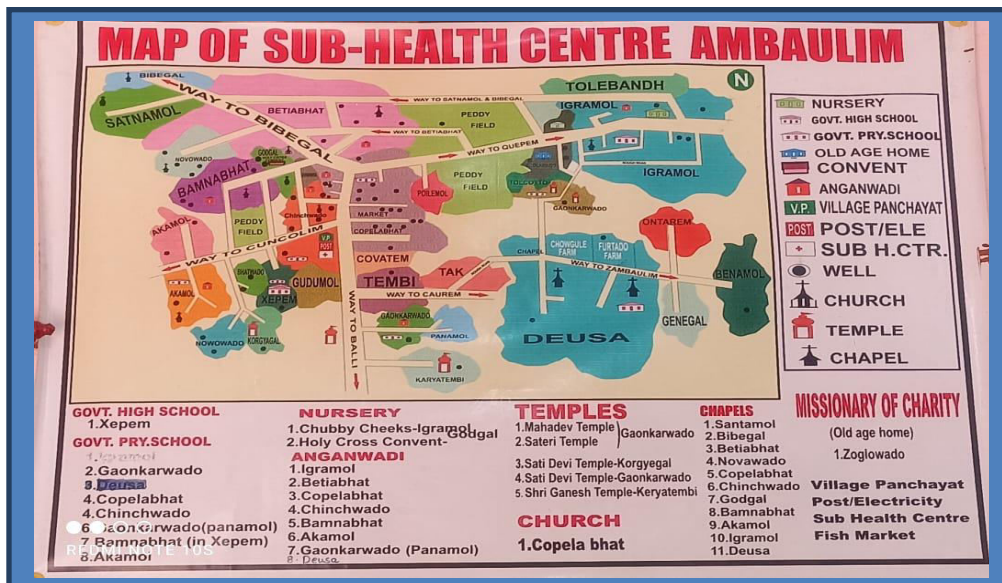 MAP OF SUB-HEALTH CENTRE AMBAULIM
BIBEGAL
WAY TO BIBEGAL
SATNAMOL
BETIABHAT
WAY TO SATNAMOL & BIBEGAL
PEDDY
FIELD
WAY TO BETIABHAT
WAY TO QUEPEM
TOLEBANDH
IGRAMOL
IGRAMOL
N
NOVOWADO
GODGAL
BAMNABHAT
PEDDY
FIELD
PORLEMOL
GAONKARWADO
AKAMOL
PEDDY
FIELD
Chinchwado
MARKET
COPELABHAT
WAY TO CUNCOLIM
V.P
POST
COVATEM
TEMBI
TAK
CHAPEL
CHOWGULE
FARM
FURTADO
FARM
ONTAREM
WAY TO ZAMBAULIM
BENAMOL
AKAMOL
BHATWADO
XEPEM
GUDUMOL
WAY TO CAUREM
WAY TO BALLI
GAONKARWADO
PANAMOL
DEUSA
GENEGAL
NOWOWADO
KORGYAGAL
KARYATEMBI
NURSERY
GOVT. HIGH SCHOOL
GOVT. PRY.SCHOOL
OLD AGE HOME
CONVENT
ANGANWADI
V.P. VILLAGE PANCHAYAT
POST POST/ELE
SUB H.CTR.
WELL
CHURCH
TEMPLE
CHAPEL
GOVT. HIGH SCHOOL
1.Xepem
GOVT. PRY.SCHOOL
1.Igramol
2.Gaonkarwado
3.Deusa
4.Copelabhat
4.Chinchwado
6.Gaonkarwado(panamol)
7 Bamnabhat (in Xepem)
8.Akamol
REDMI NOTE 10S
NURSERY
1.Chubby Cheeks-Igramol
2.Holy Cross Convent-Godgal
ANGANWADI
1.Igramol
2.Betiabhat
3.Copelabhat
4.Chinchwado
5.Bamnabhat
6.Akamol
7.Gaonkarwado (Panamol)
8- Deusa
TEMPLES
1.Mahadev Temple
2.Sateri Temple
Gaonkarwado
3.Sati Devi Temple-Korgyegal
4.Sati Devi Temple-Gaonkarwado
5.Shri Ganesh Temple-Keryatembi
CHURCH
1.Copela bhat
CHAPELS
1.Santamol
2.Bibegal
3.Betiabhat
4.Novawado
5.Copelabhat
6.Chinchwado
7.Godgal
8.Bamnabhat
9.Akamol
10.Igramol
11.Deusa
MISSIONARY OF CHARITY
(Old age home)
1.Zoglowado
Village Panchayat
Post/Electricity
Sub Health Centre
Fish Market